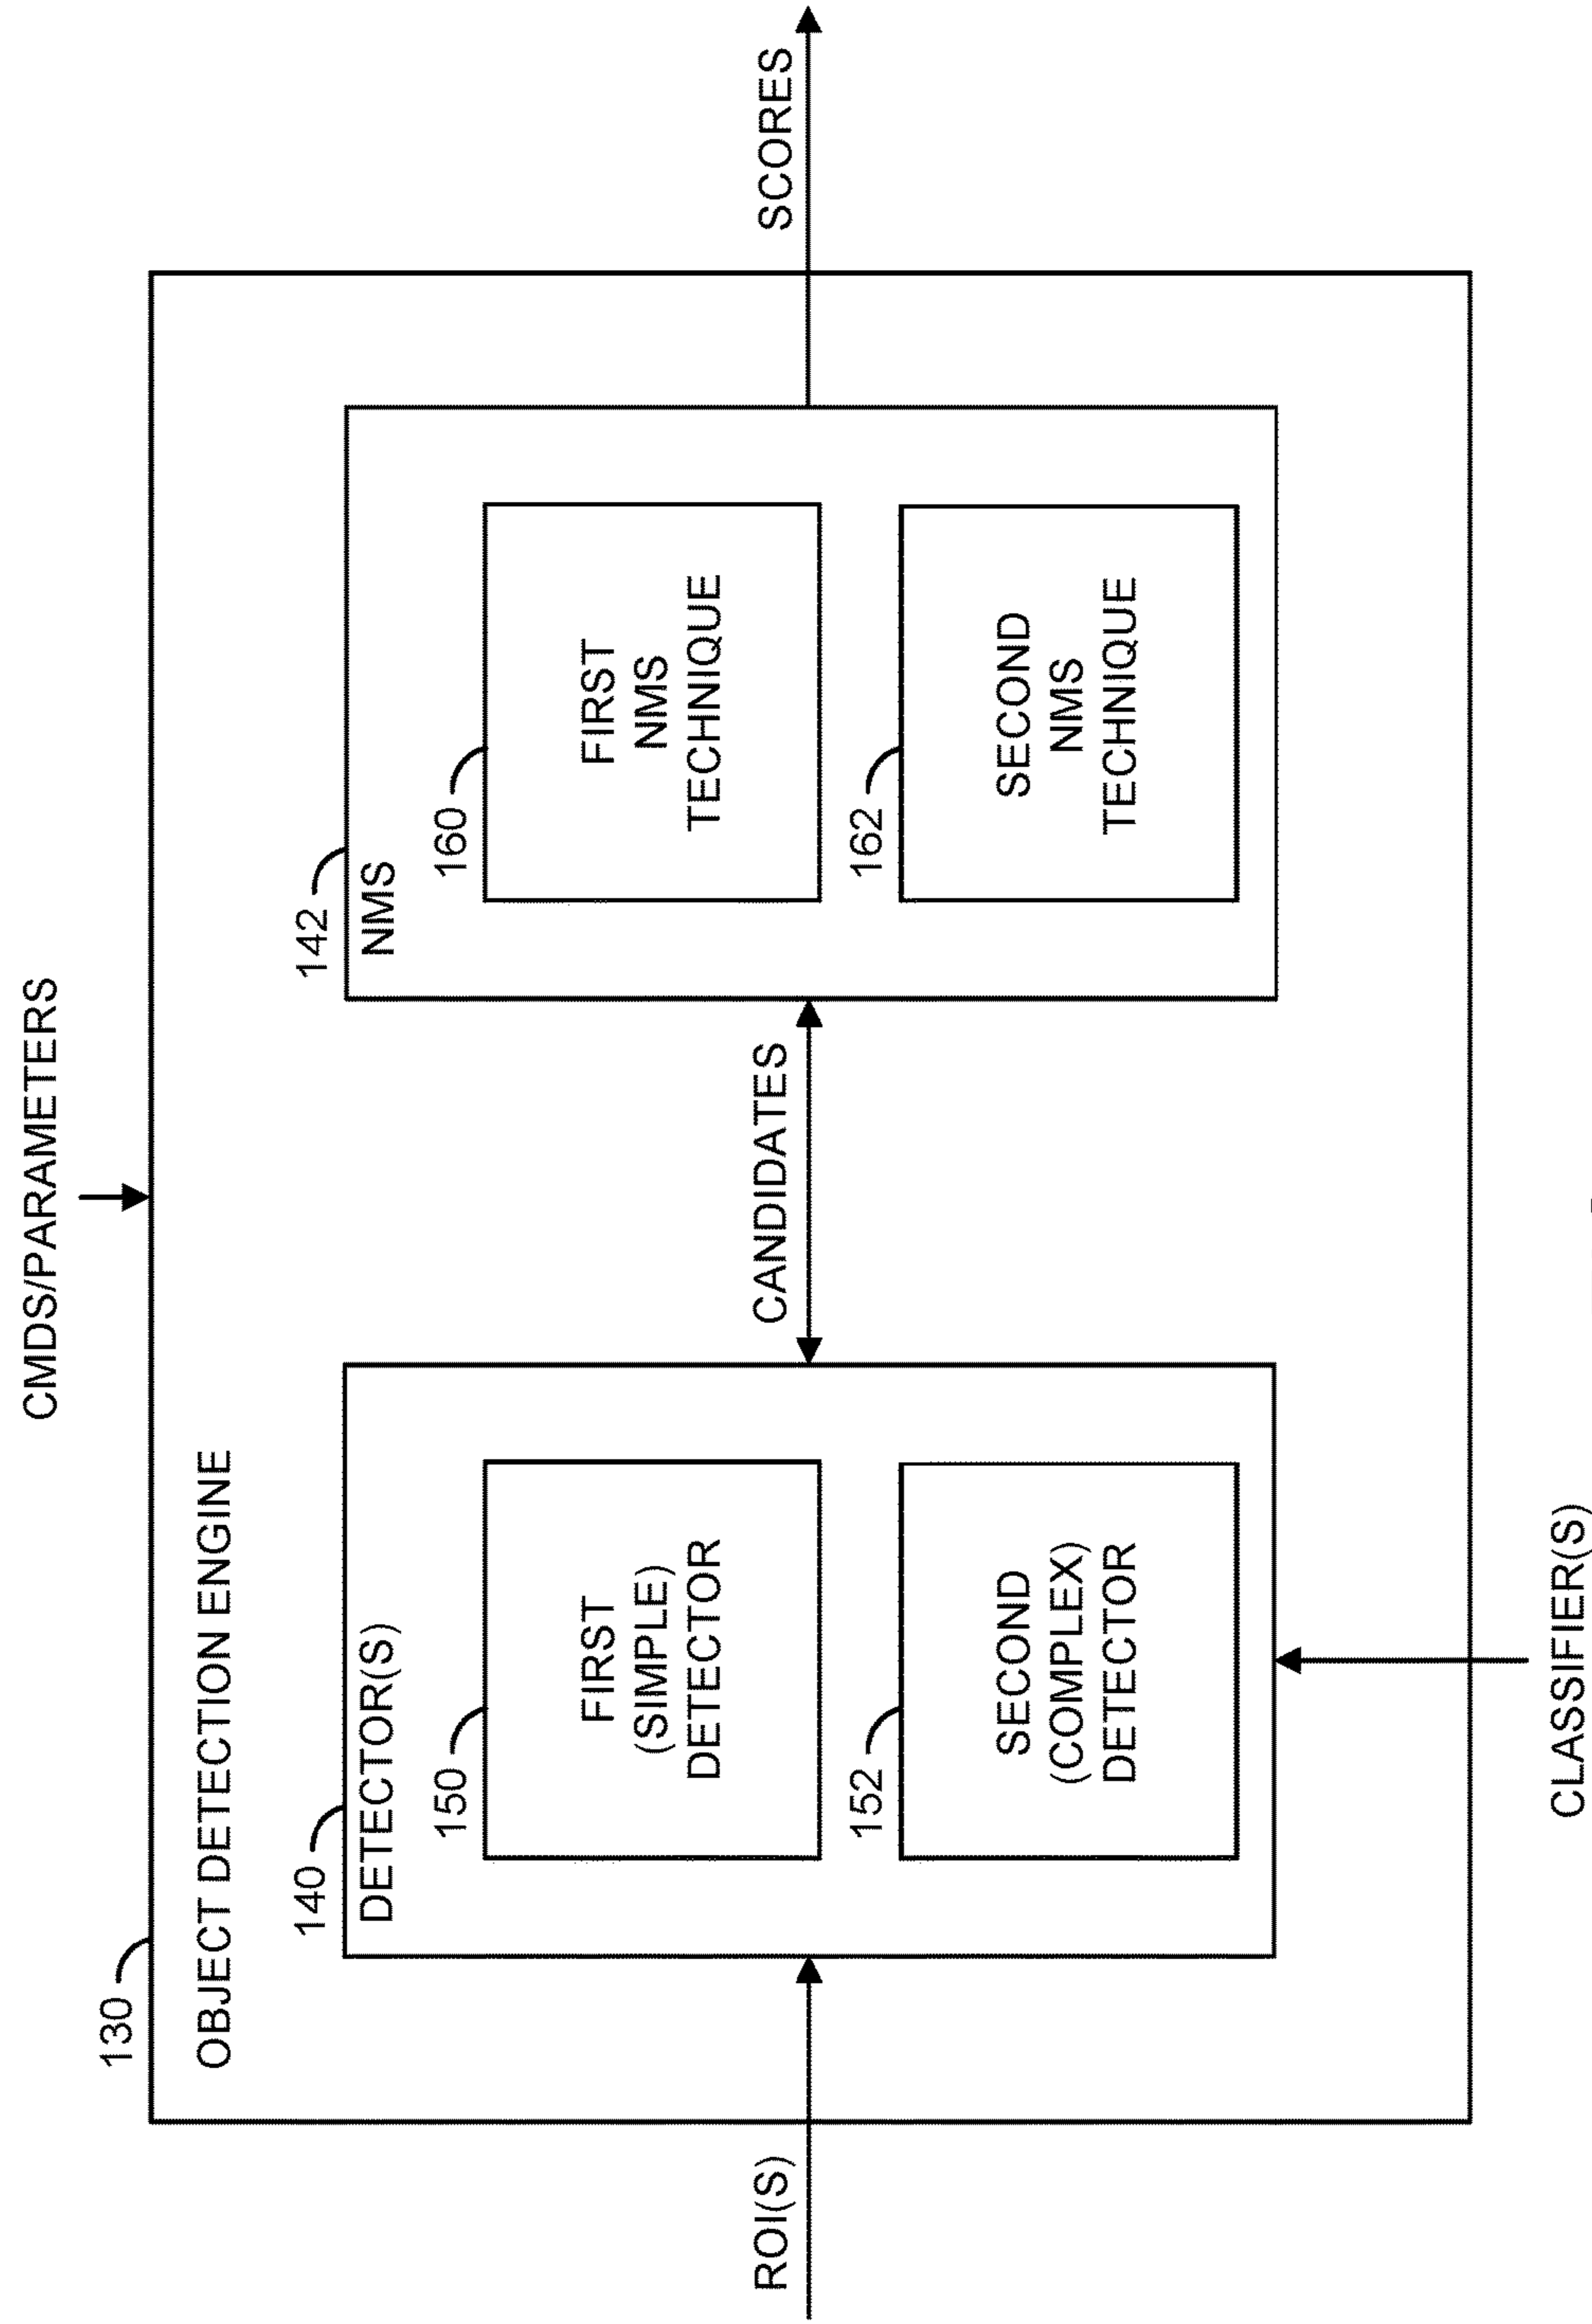 CMDS/PARAMETERS
130
OBJECT DETECTION ENGINE
140
DETECTOR(S)
142
NMS
150
FIRST
(SIMPLE)
DETECTOR
160
FIRST
NMS
TECHNIQUE
ROI(S)
CANDIDATES
SCORES
152
SECOND
(COMPLEX)
DETECTOR
162
SECOND
NMS
TECHNIQUE
CLASSIFIER(S)